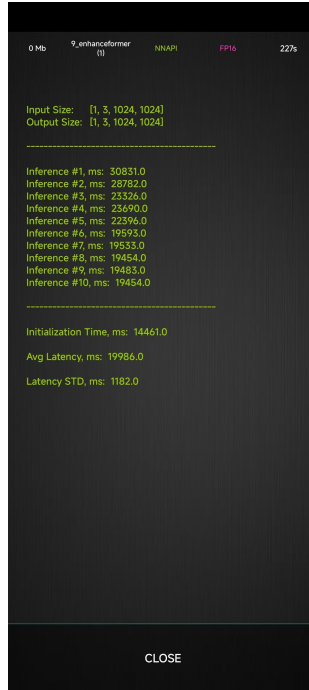 0 Mb 9_enhanceformer (1) NNAPI FP16 227s
Input Size: [1, 3, 1024, 1024]
Output Size: [1, 3, 1024, 1024]
----------------------------------------------
Inference #1, ms: 30831.0
Inference #2, ms: 28782.0
Inference #3, ms: 23326.0
Inference #4, ms: 23690.0
Inference #5, ms: 22396.0
Inference #6, ms: 19593.0
Inference #7, ms: 19533.0
Inference #8, ms: 19454.0
Inference #9, ms: 19483.0
Inference #10, ms: 19454.0
----------------------------------------------
Initialization Time, ms: 14461.0
Avg Latency, ms: 19986.0
Latency STD, ms: 1182.0
CLOSE